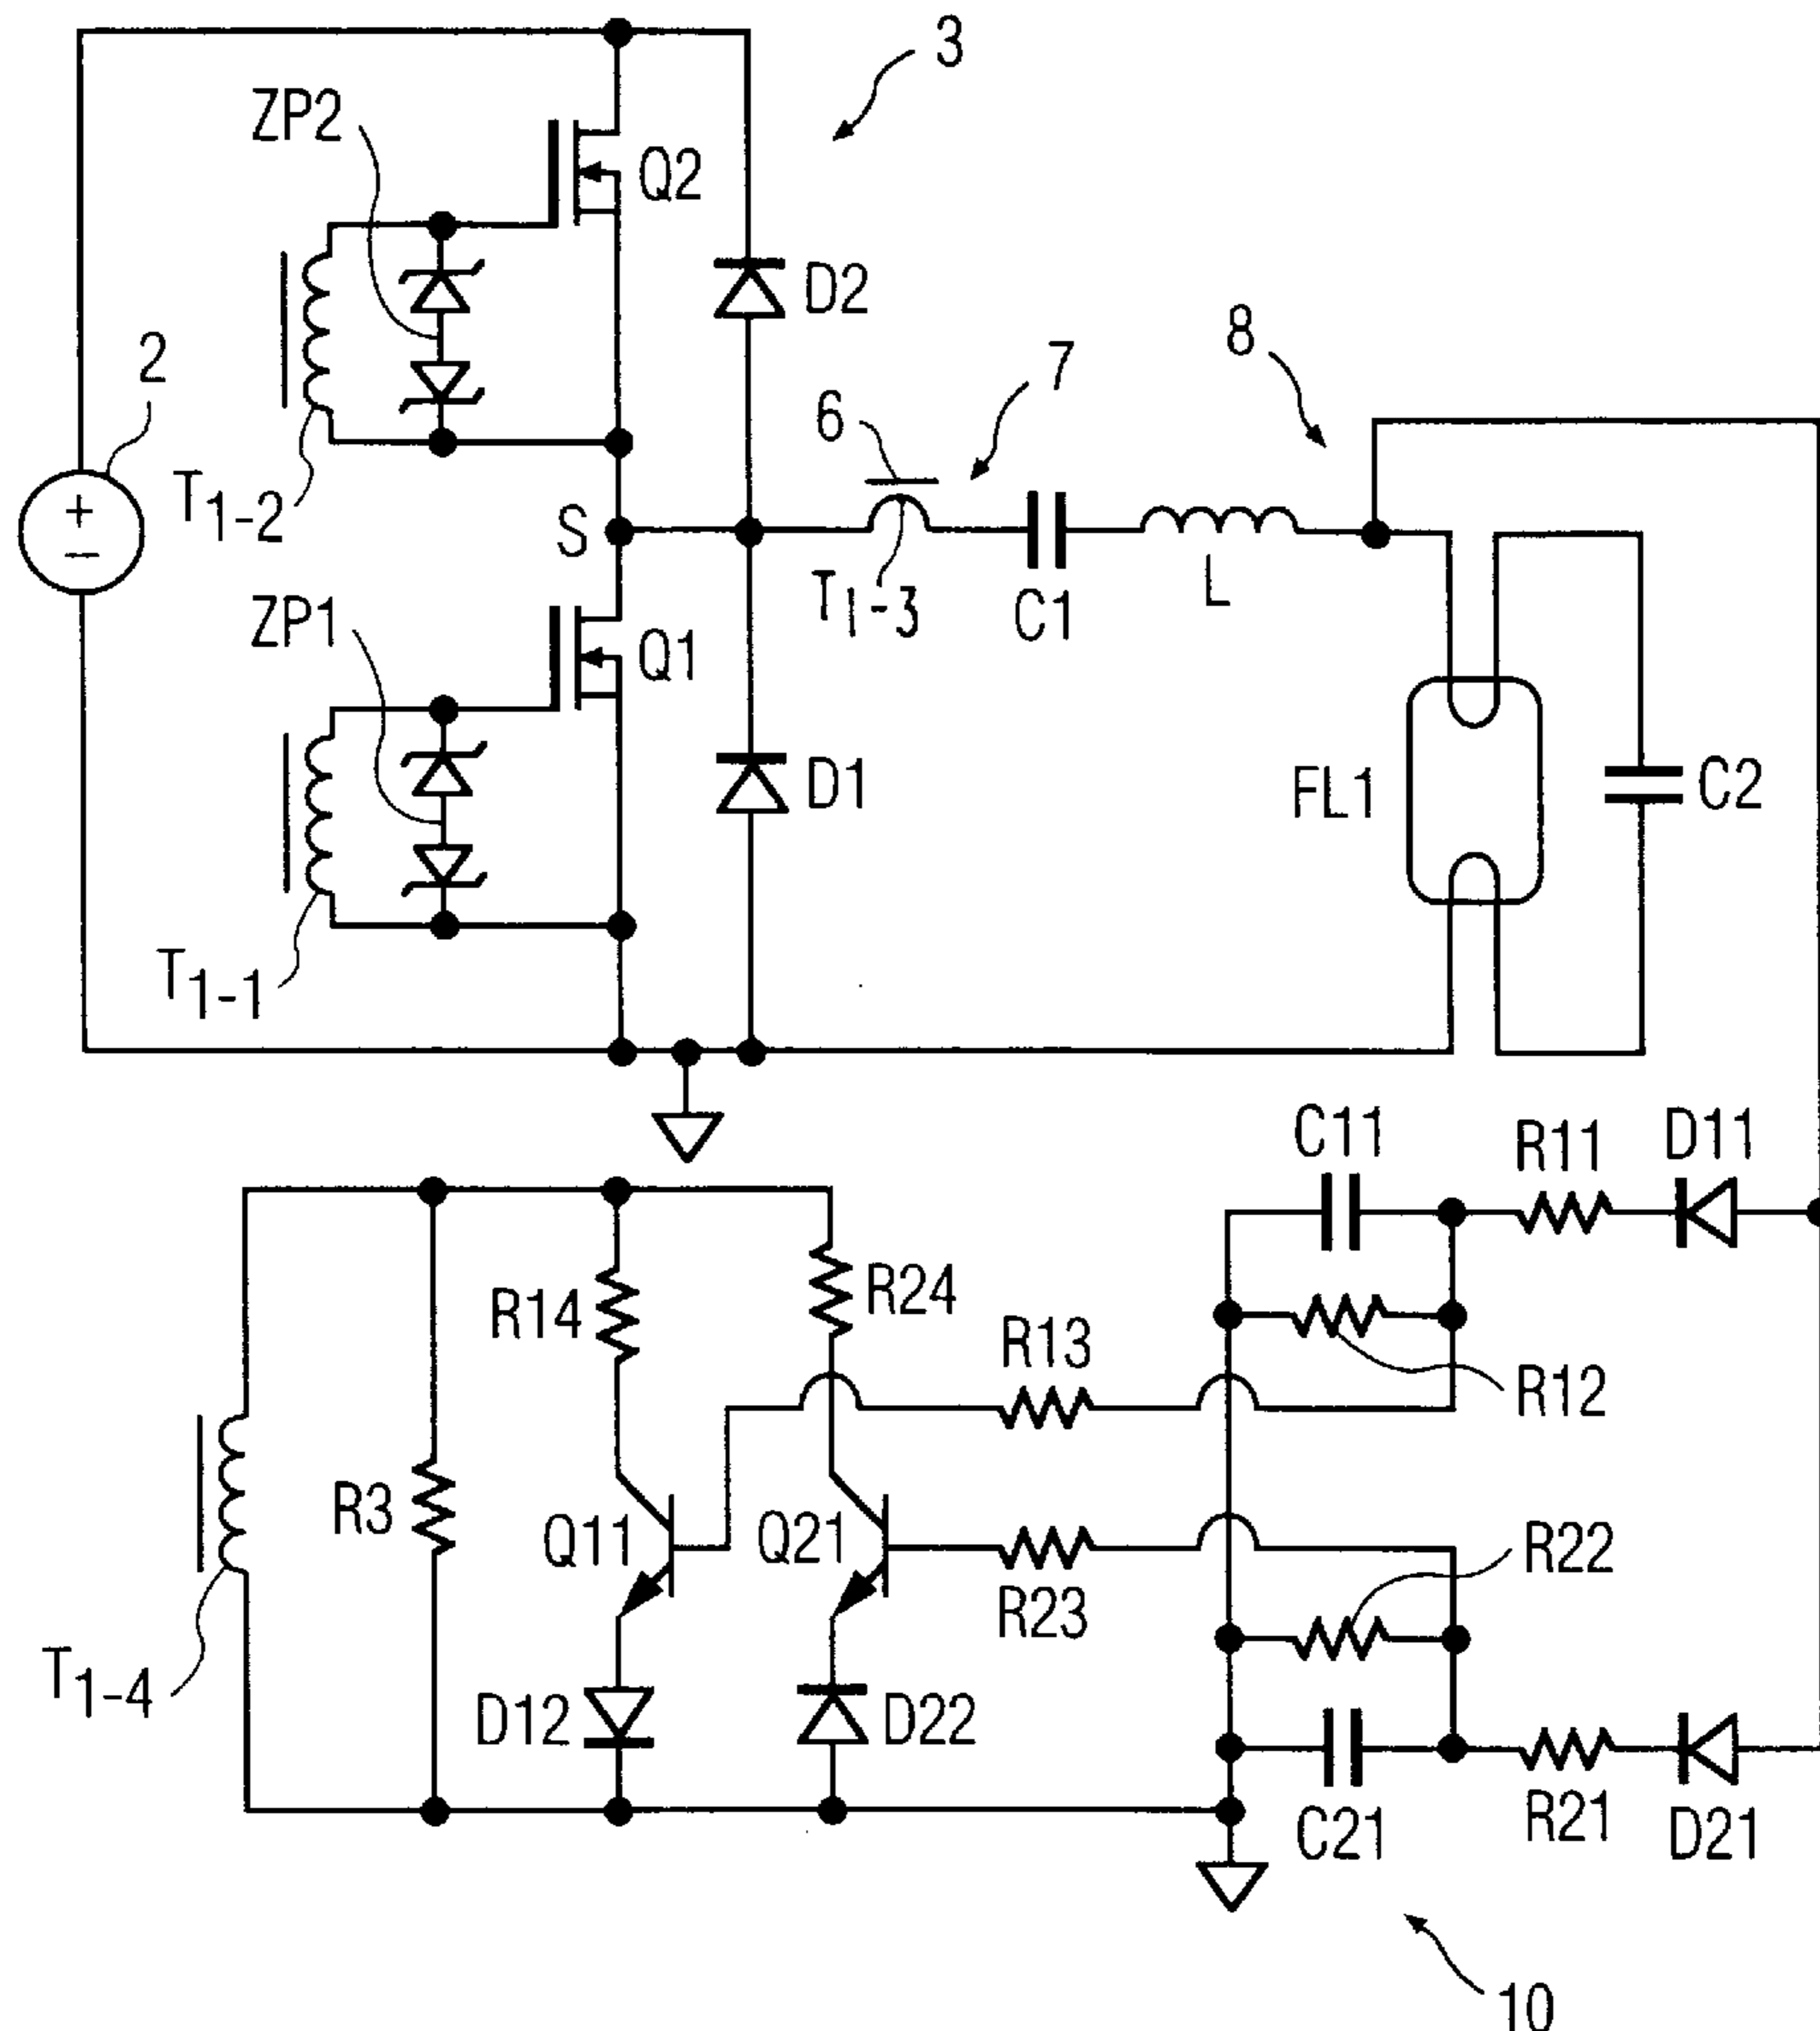 3
ZP2
Q2
D2
2
8
7
6
T1-2
S
T1-3
C1
L
ZP1
Q1
D1
FL1
C2
T1-1
C11
R11
D11
R14
R24
R13
R12
R3
Q11
Q21
R22
R23
T1-4
D12
D22
C21
R21
D21
10